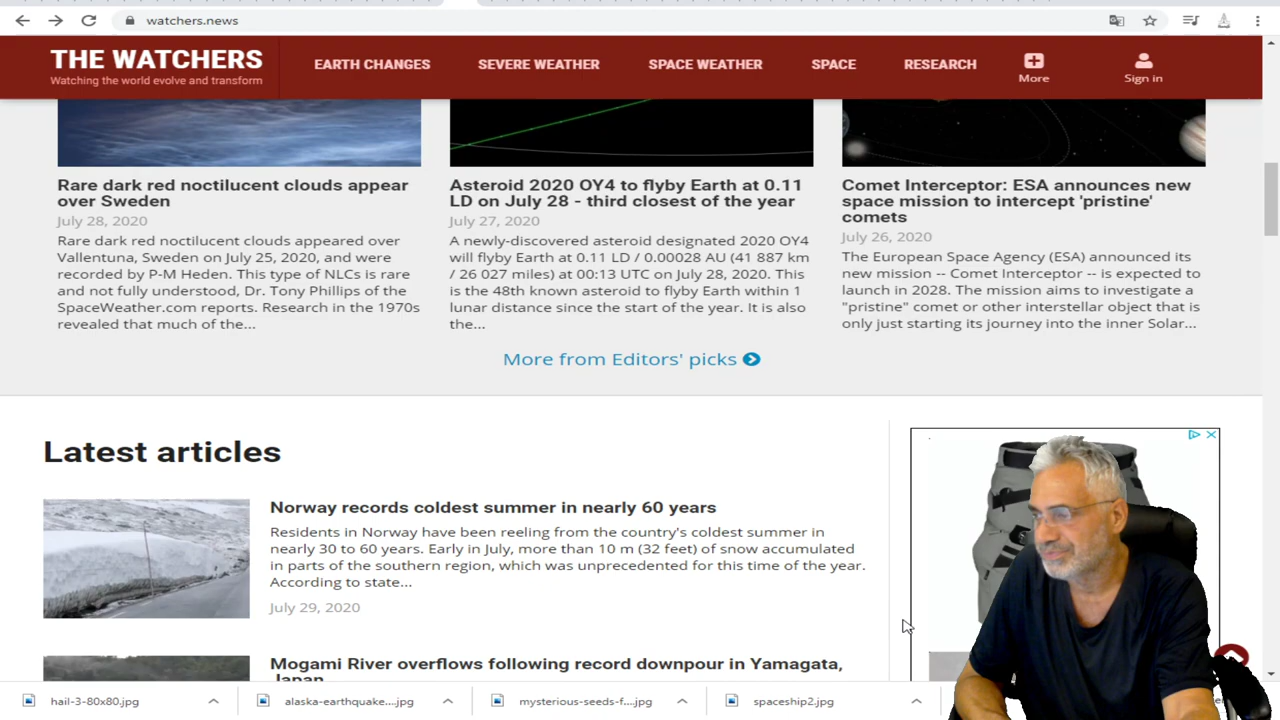 watchers.news
THE WATCHERS
Watching the world evolve and transform
EARTH CHANGES
SEVERE WEATHER
SPACE WEATHER
SPACE
RESEARCH
More
Sign in
Rare dark red noctilucent clouds appear
over Sweden
July 28, 2020
Rare dark red noctilucent clouds appeared over
Vallentuna, Sweden on July 25, 2020, and were
recorded by P-M Heden. This type of NLCs is rare
and not fully understood, Dr. Tony Phillips of the
SpaceWeather.com reports. Research in the 1970s
revealed that much of the...
Asteroid 2020 OY4 to flyby Earth at 0.11
LD on July 28 - third closest of the year
July 27, 2020
A newly-discovered asteroid designated 2020 OY4
will flyby Earth at 0.11 LD / 0.00028 AU (41 887 km
/ 26 027 miles) at 00:13 UTC on July 28, 2020. This
is the 48th known asteroid to flyby Earth within 1
lunar distance since the start of the year. It is also
the...
Comet Interceptor: ESA announces new
space mission to intercept 'pristine'
comets
July 26, 2020
The European Space Agency (ESA) announced its
new mission -- Comet Interceptor -- is expected to
launch in 2028. The mission aims to investigate a
"pristine" comet or other interstellar object that is
only just starting its journey into the inner Solar...
More from Editors' picks
Latest articles
Norway records coldest summer in nearly 60 years
Residents in Norway have been reeling from the country's coldest summer in
nearly 30 to 60 years. Early in July, more than 10 m (32 feet) of snow accumulated
in parts of the southern region, which was unprecedented for this time of the year.
According to state...
July 29, 2020
Mogami River overflows following record downpour in Yamagata,
Japan
hail-3-80x80.jpg
alaska-earthquake....jpg
mysterious-seeds-f....jpg
spaceship2.jpg